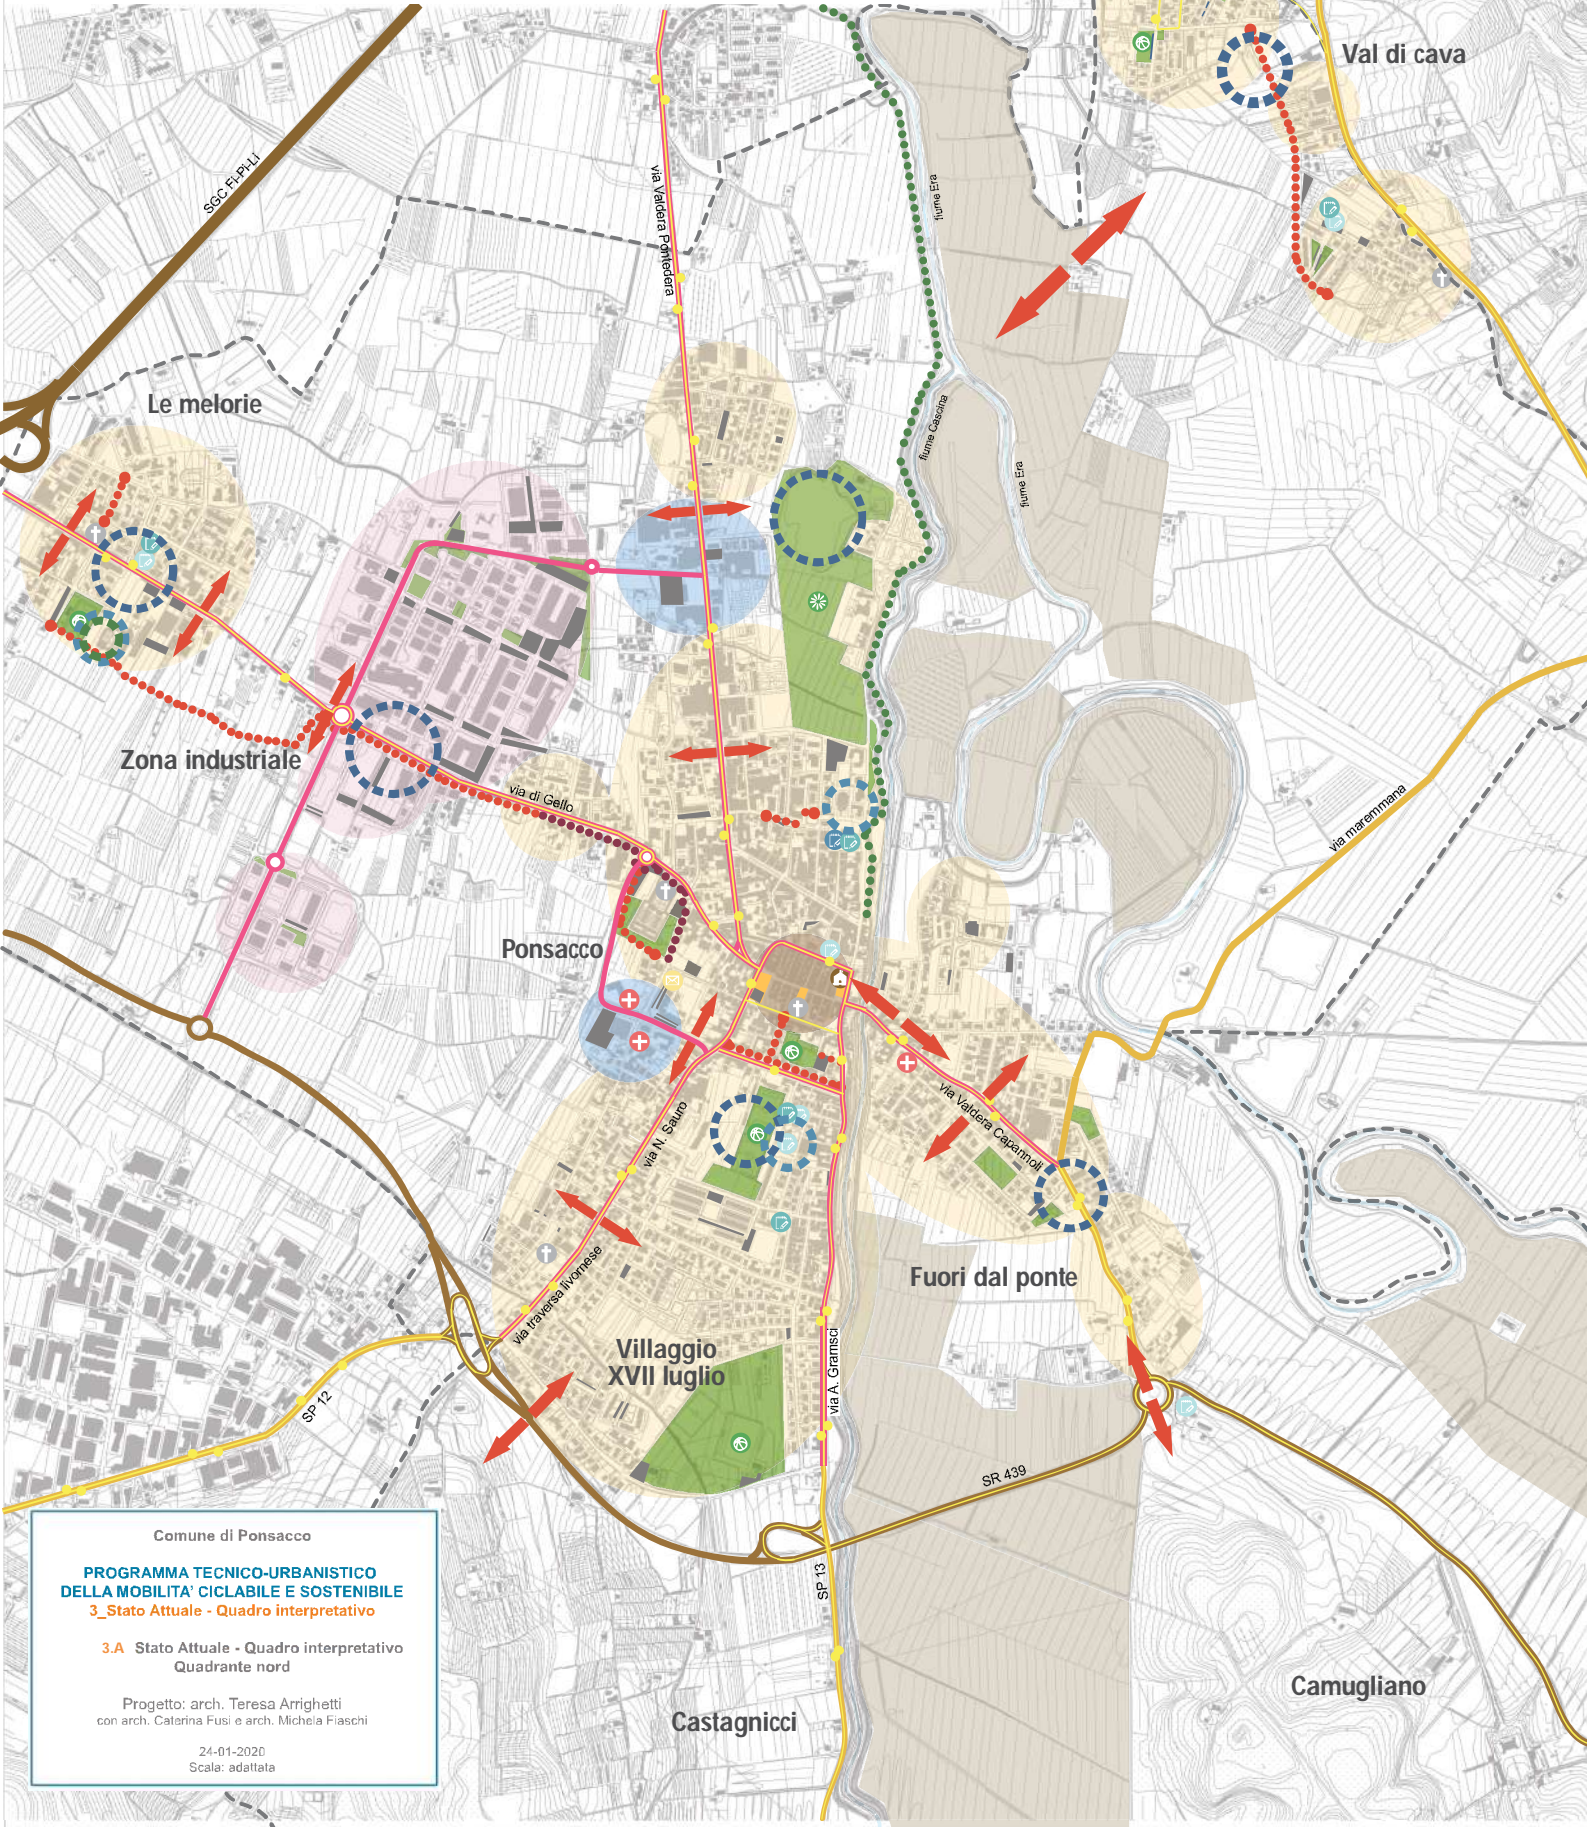 Val di cava
SGC Fi-Pi-Li
via Valdera Pontedera
fiume Era
Le melorie
fiume Cascina
fiume Era
Zona industriale
via di Gello
via maremmana
Ponsacco
via Valdera Capannoli
via N. Sauro
via traversa livornese
Fuori dal ponte
Villaggio
XVII luglio
via A. Gramsci
SP 12
SR 439
SP 13
Camugliano
Castagnicci
Comune di Ponsacco
PROGRAMMA TECNICO-URBANISTICO
DELLA MOBILITA' CICLABILE E SOSTENIBILE
3_Stato Attuale - Quadro interpretativo
3.A Stato Attuale - Quadro interpretativo
Quadrante nord
Progetto: arch. Teresa Arrighetti
con arch. Caterina Fusi e arch. Michela Fiaschi
24-01-2020
Scala: adattata